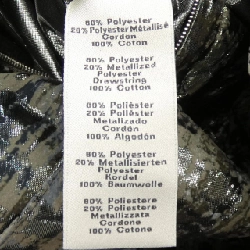 80% Polyester
20% Polyester Métallisé
Cordon
100% Coton
80% Polyester
20% Metallized
Polyester
Drawstring
100% Cotton
80% Poliéster
20% Poliéster
Metalizado
Cordón
100% Algodón
80% Polyester
20% Metallisierten
Polyester
Kordel
100% Baumwolle
80% Poliestere
20% Poliestere
Metallizzata
Cordone
100% Cotone